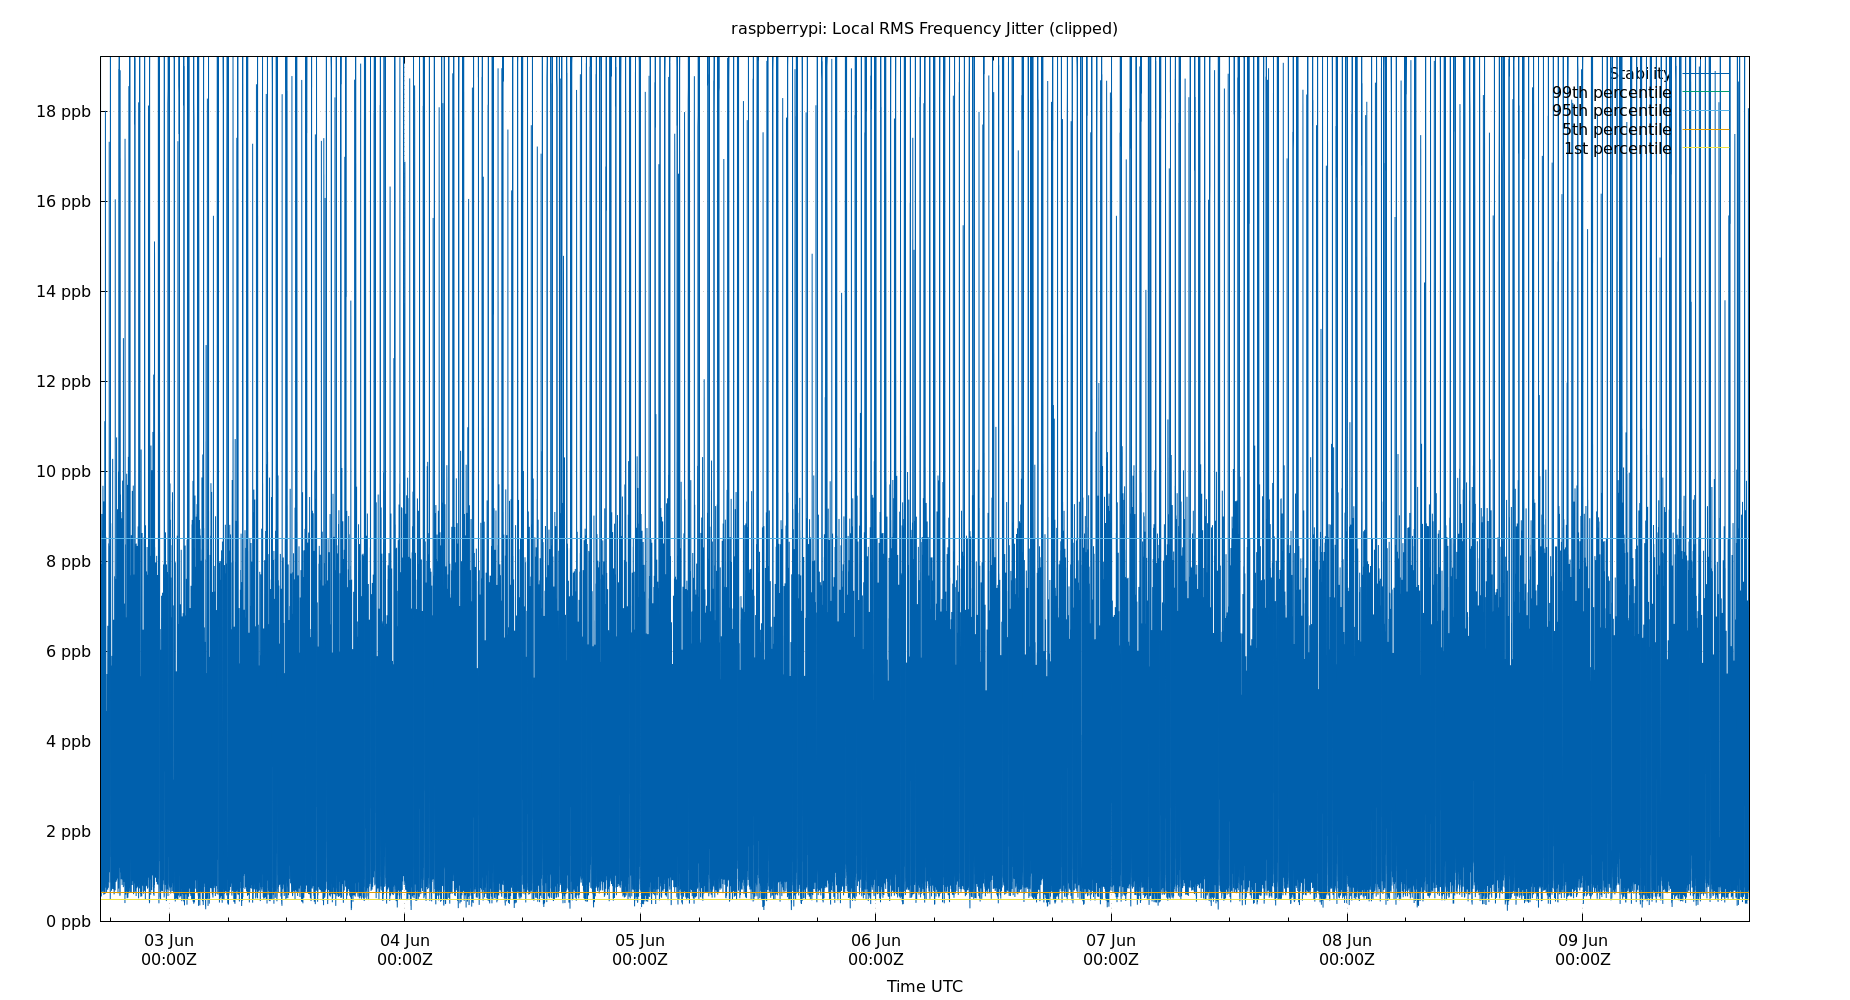 raspberrypi: Local RMS Frequency Jitter (clipped)
Stability
99th percentile
95th percentile
5th percentile
1st percentile
18 ppb
16 ppb
14 ppb
12 ppb
10 ppb
8 ppb
6 ppb
4 ppb
2 ppb
0 ppb
03 Jun 04 Jun 05 Jun 06 Jun 07 Jun 08 Jun 09 Jun
00:00Z 00:00Z 00:00Z 00:00Z 00:00Z 00:00Z 00:00Z
Time UTC